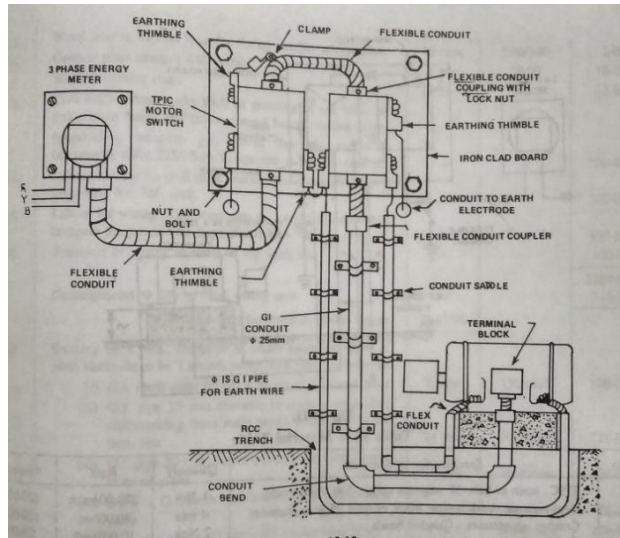 EARTHING
THIMBLE
CLAMP
FLEXIBLE CONDUIT
3 PHASE ENERGY
METER
TPIC
MOTOR
SWITCH
FLEXIBLE CONDUIT
COUPLING WITH
LOCK NUT
EARTHING THIMBLE
IRON CLAD BOARD
R
Y
B
NUT AND
BOLT
CONDUIT TO EARTH
ELECTRODE
FLEXIBLE CONDUIT COUPLER
FLEXIBLE
CONDUIT
EARTHING
THIMBLE
CONDUIT SADDLE
GI
CONDUIT
Φ 25mm
TERMINAL
BLOCK
Φ IS G I PIPE
FOR EARTH WIRE
FLEX
CONDUIT
RCC
TRENCH
CONDUIT
BEND